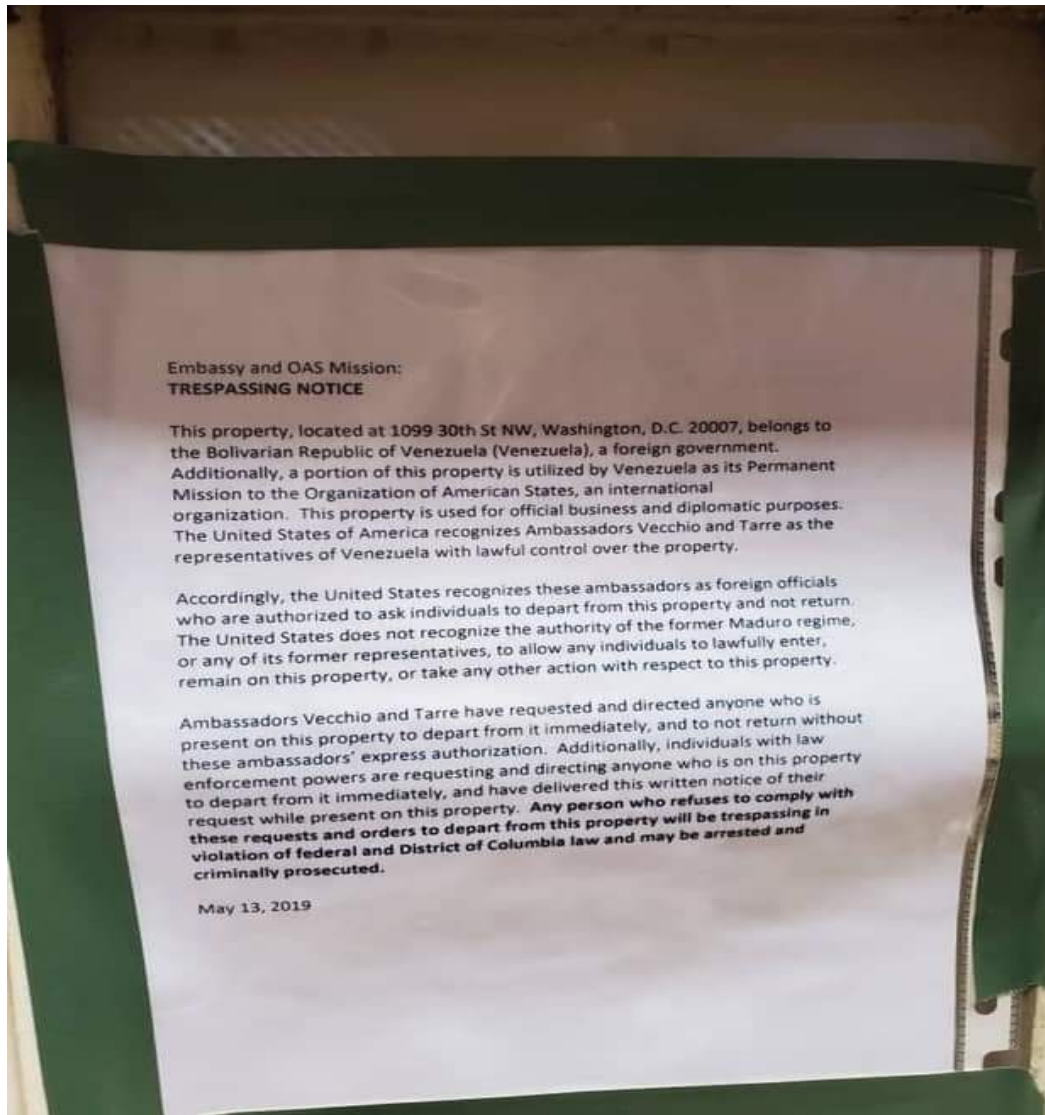 Embassy and OAS Mission:
TRESPASSING NOTICE
This property, located at 1099 30th St NW, Washington, D.C. 20007, belongs to
the Bolivarian Republic of Venezuela (Venezuela), a foreign government.
Additionally, a portion of this property is utilized by Venezuela as its Permanent
Mission to the Organization of American States, an international
organization. This property is used for official business and diplomatic purposes.
The United States of America recognizes Ambassadors Vecchio and Tarre as the
representatives of Venezuela with lawful control over the property.
Accordingly, the United States recognizes these ambassadors as foreign officials
who are authorized to ask individuals to depart from this property and not return.
The United States does not recognize the authority of the former Maduro regime,
or any of its former representatives, to allow any individuals to lawfully enter,
remain on this property, or take any other action with respect to this property.
Ambassadors Vecchio and Tarre have requested and directed anyone who is
present on this property to depart from it immediately, and to not return without
these ambassadors' express authorization. Additionally, individuals with law
enforcement powers are requesting and directing anyone who is on this property
to depart from it immediately, and have delivered this written notice of their
request while present on this property. Any person who refuses to comply with
these requests and orders to depart from this property will be trespassing in
violation of federal and District of Columbia law and may be arrested and
criminally prosecuted.
May 13, 2019